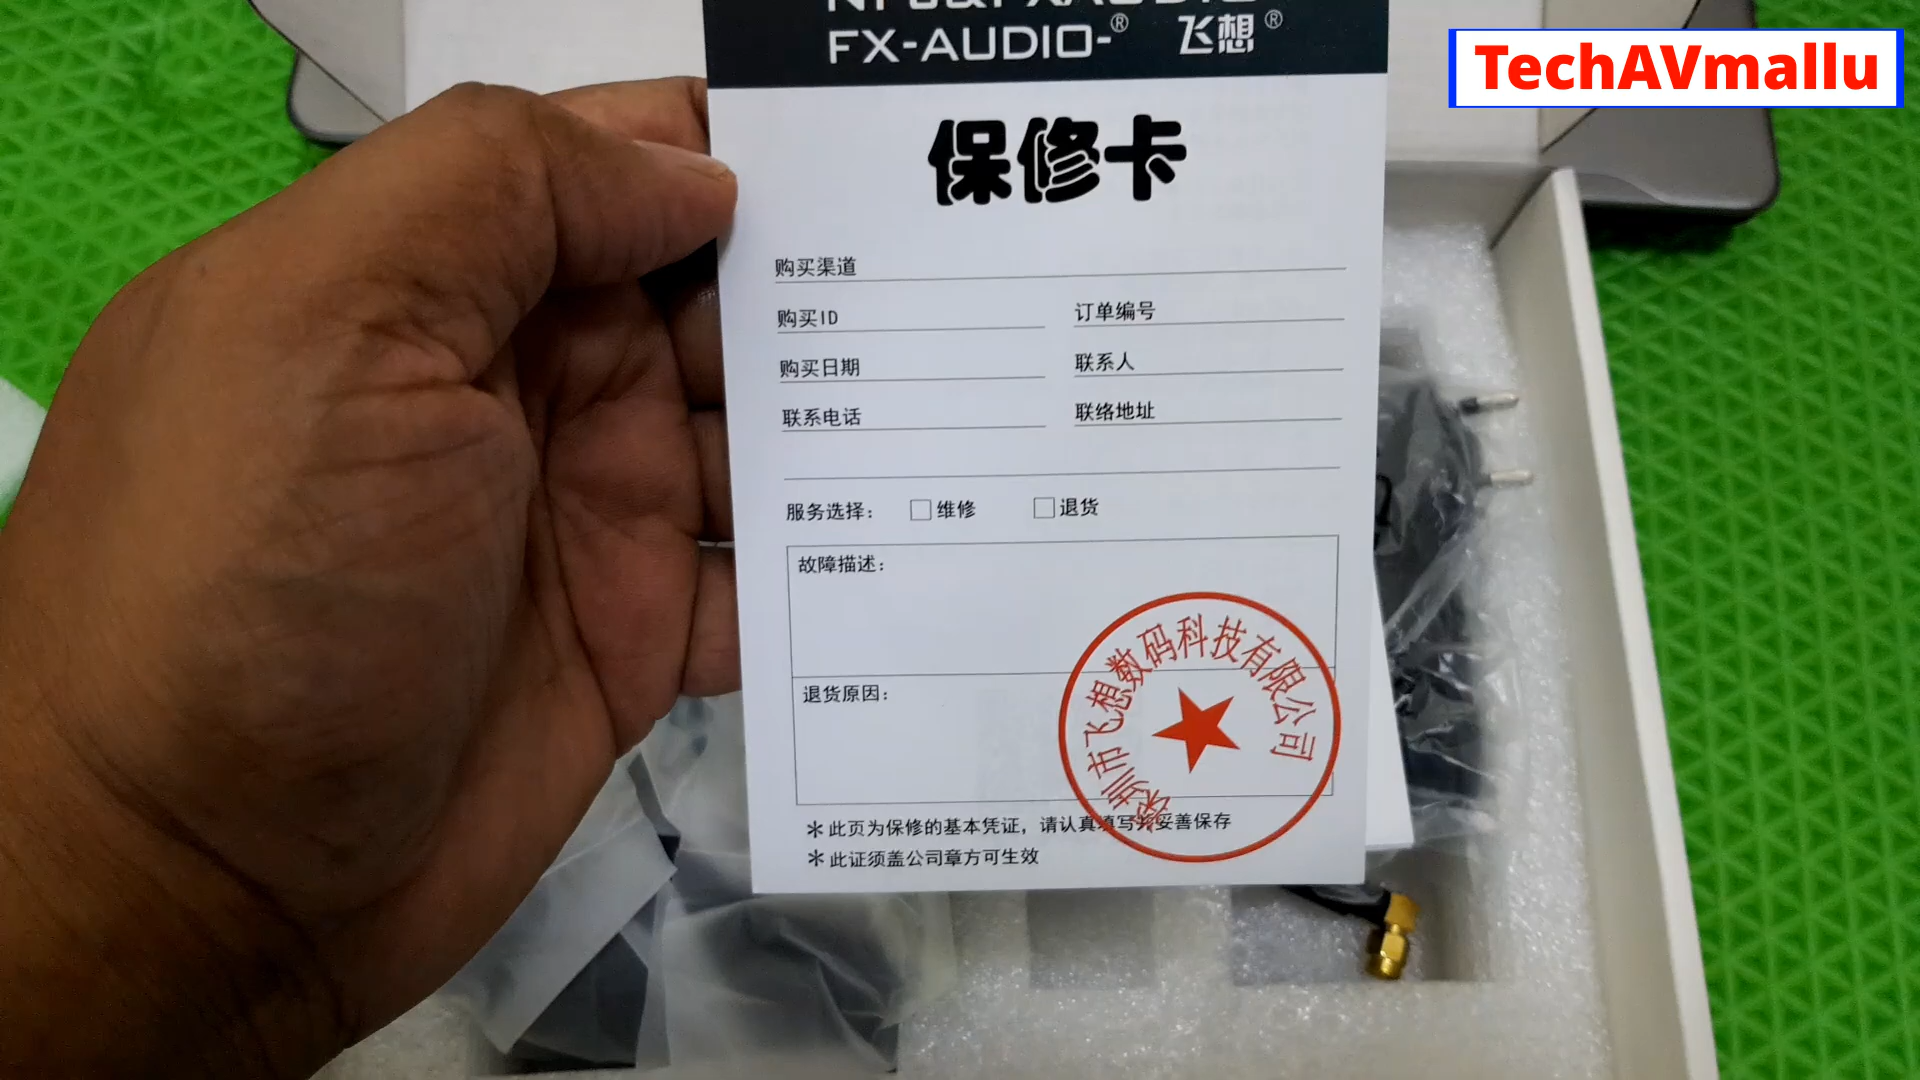 FX-AUDIO-® 飞想®
TechAVmallu
保修卡
购买渠道
购买ID 订单编号
购买日期 联系人
联系电话 联络地址
服务选择: 维修 退货
故障描述:
退货原因:
深圳市飞想数码科技有限公司
*此页为保修的基本凭证，请认真填写并妥善保存
*此证须盖公司章方可生效